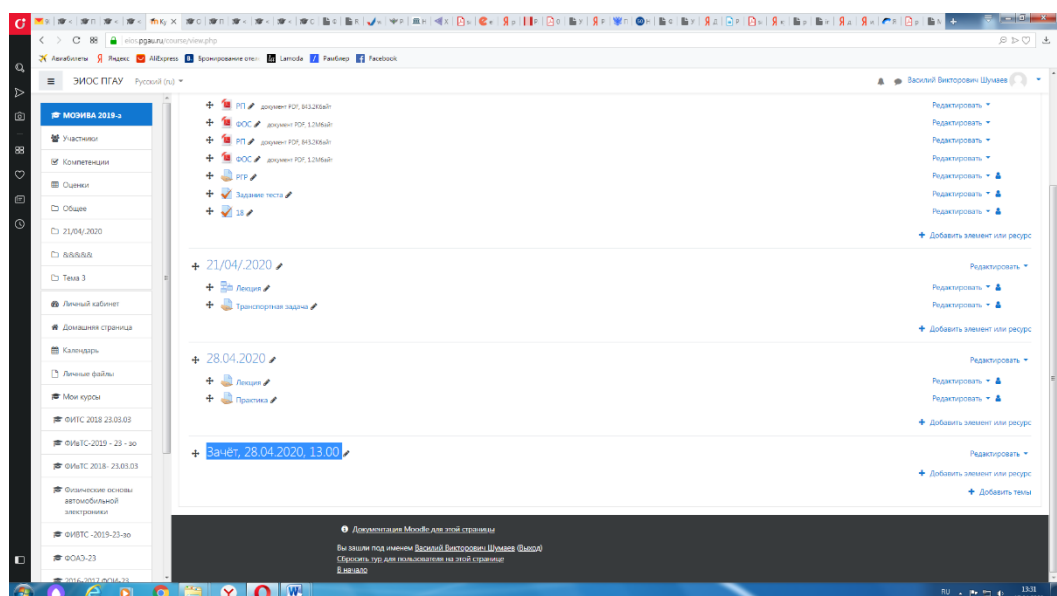 eios.pgau.ru/course/view.php
Авиабилеты Яндекс AliExpress Бронирование отеле Lamoda Рамблер Facebook
ЭИОС ПГАУ Русский (ru)
Василий Викторович Шумаев
МОЭИВА 2019-з
Участники
Компетенции
Оценки
Общее
21/04/.2020
&&&&&
Тема 3
Личный кабинет
Домашняя страница
Календарь
Личные файлы
Мои курсы
ФИТС 2018 23.03.03
ФИвТС-2019 - 23 - зо
ФИиТС 2018- 23.03.03
Физические основы
автомобильной
электроники
ФИВТС -2019-23-зо
ФОАЭ-23
2016-2017 ФОИА-23
РП документ PDF, 843.2Кбайт
Редактировать
ФОС документ PDF, 1.2Мбайт
Редактировать
РП документ PDF, 843.2Кбайт
Редактировать
ФОС документ PDF, 1.2Мбайт
Редактировать
РГР
Редактировать
Задание теста
Редактировать
18
Редактировать
Добавить элемент или ресурс
21/04/.2020
Редактировать
Лекция
Редактировать
Транспортная задача
Редактировать
Добавить элемент или ресурс
28.04.2020
Редактировать
Лекция
Редактировать
Практика
Редактировать
Добавить элемент или ресурс
Зачёт, 28.04.2020, 13.00
Редактировать
Добавить элемент или ресурс
Добавить темы
Документация Moodle для этой страницы
Вы зашли под именем Василий Викторович Шумаев (Выход)
Сбросить тур для пользователя на этой странице
В начало
RU
13:31